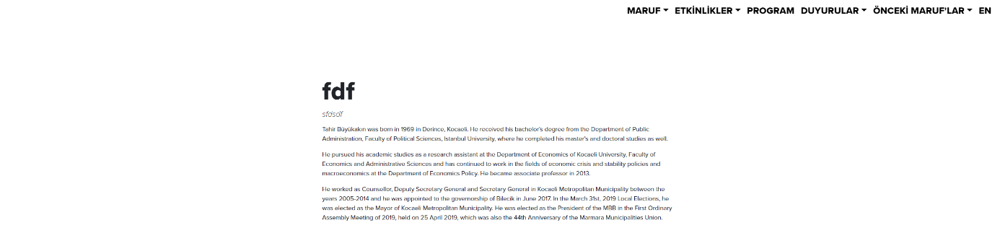 MARUF ETKİNLİKLER PROGRAM DUYURULAR ÖNCEKİ MARUF'LAR EN
fdf
sfdsdf
Tahir Büyükakın was born in 1969 in Derince, Kocaeli. He received his bachelor's degree from the Department of Public
Administration, Faculty of Political Sciences, Istanbul University, where he completed his master's and doctoral studies as well.
He pursued his academic studies as a research assistant at the Department of Economics of Kocaeli University, Faculty of
Economics and Administrative Sciences and has continued to work in the fields of economic crisis and stability policies and
macroeconomics at the Department of Economics Policy. He became associate professor in 2013.
He worked as Counsellor, Deputy Secretary General and Secretary General in Kocaeli Metropolitan Municipality between the
years 2005-2014 and he was appointed to the governorship of Bilecik in June 2017. In the March 31st, 2019 Local Elections, he
was elected as the Mayor of Kocaeli Metropolitan Municipality. He was elected as the President of the MBB in the First Ordinary
Assembly Meeting of 2019, held on 25 April 2019, which was also the 44th Anniversary of the Marmara Municipalities Union.